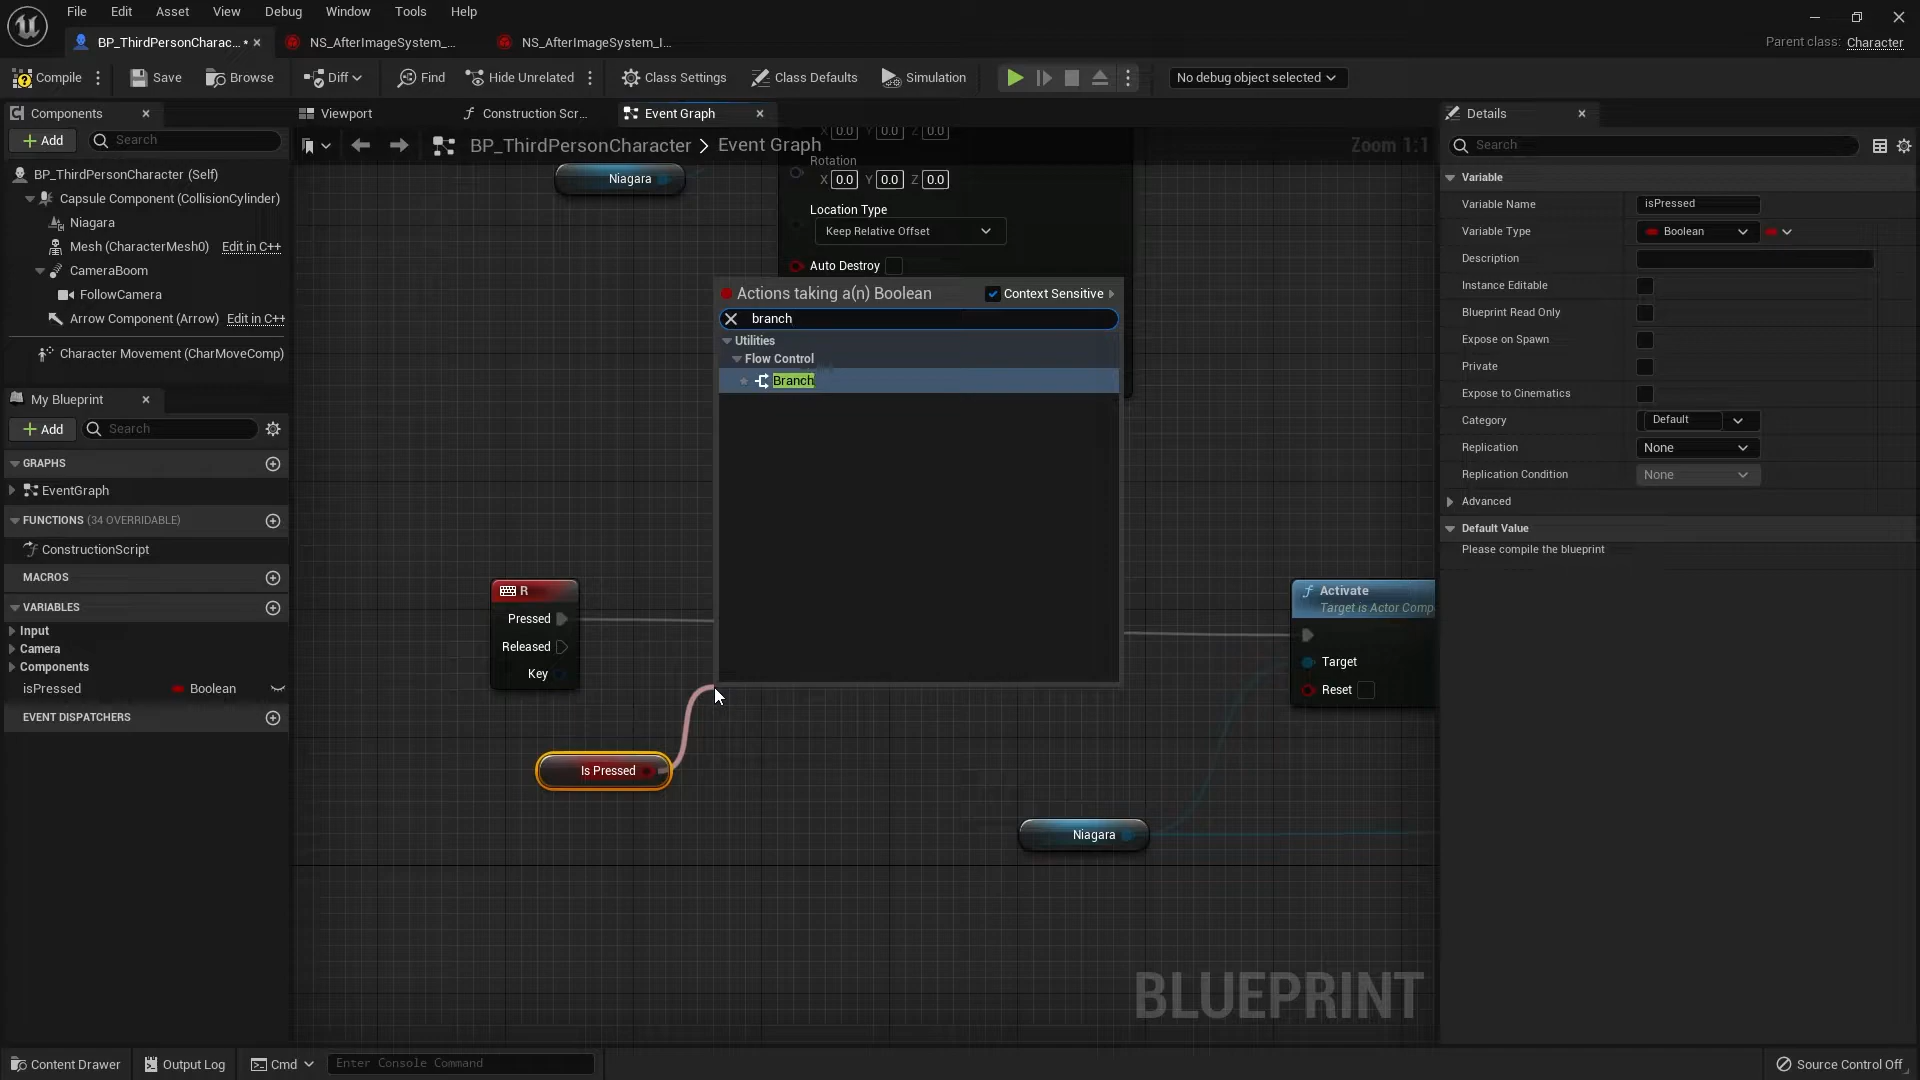 File Edit Asset View Debug Window Tools Help
BP_ThirdPersonCharac... •
NS_AfterImageSystem_...
NS_AfterImageSystem_I...
Parent class: Character
Compile
Save
Browse
Diff
Find
Hide Unrelated
Class Settings
Class Defaults
Simulation
No debug object selected
Components
Add
Search
BP_ThirdPersonCharacter (Self)
Capsule Component (CollisionCylinder)
Niagara
Mesh (CharacterMesh0) Edit in C++
CameraBoom
FollowCamera
Arrow Component (Arrow) Edit in C++
Character Movement (CharMoveComp)
My Blueprint
Add
Search
GRAPHS
EventGraph
FUNCTIONS (34 OVERRIDABLE)
ConstructionScript
MACROS
VARIABLES
Input
Camera
Components
isPressed Boolean
EVENT DISPATCHERS
Viewport
Construction Scr...
Event Graph
BP_ThirdPersonCharacter > Event Graph
Zoom 1:1
X 0.0 Y 0.0 Z 0.0
Rotation
X 0.0 Y 0.0 Z 0.0
Location Type
Keep Relative Offset
Auto Destroy
Niagara
Actions taking a(n) Boolean
Context Sensitive
branch
Utilities
Flow Control
Branch
R
Pressed
Released
Key
Is Pressed
Niagara
Activate
Target is Actor Comp
Target
Reset
BLUEPRINT
Details
Search
Variable
Variable Name isPressed
Variable Type Boolean
Description
Instance Editable
Blueprint Read Only
Expose on Spawn
Private
Expose to Cinematics
Category Default
Replication None
Replication Condition None
Advanced
Default Value
Please compile the blueprint
Content Drawer
Output Log
Cmd
Enter Console Command
Source Control Off